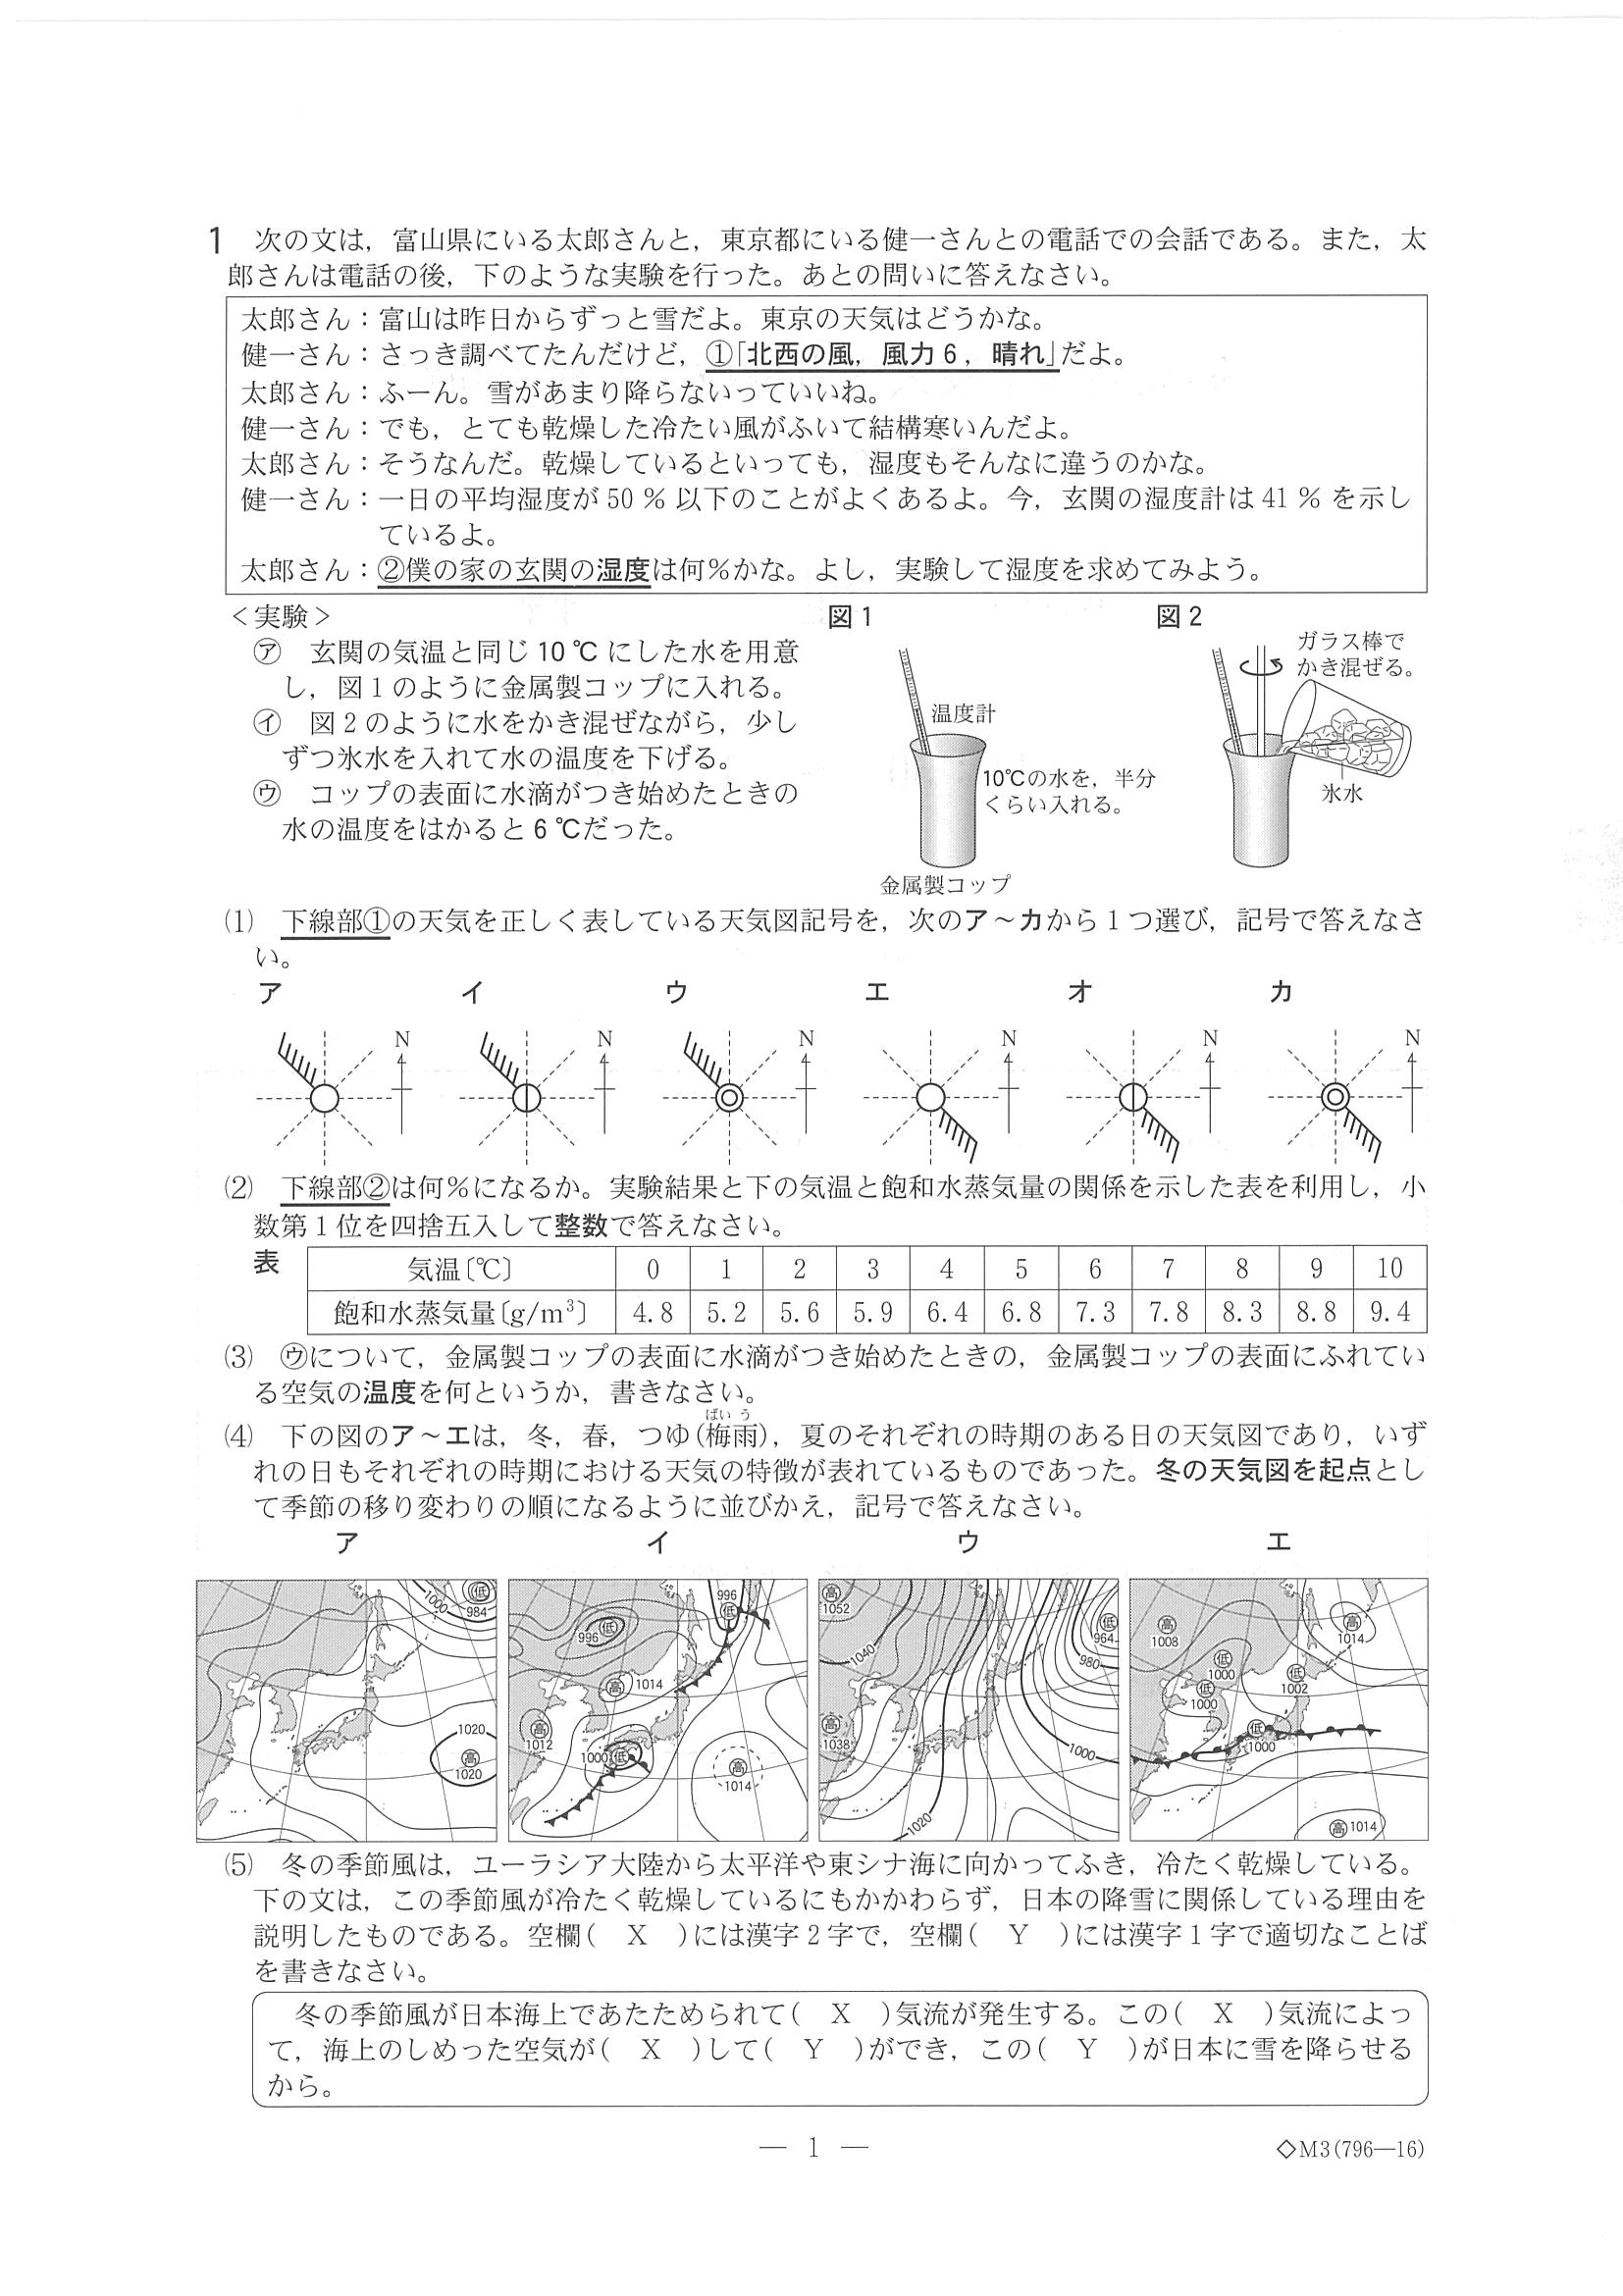 1 次の文は，富山県にいる太郎さんと，東京都にいる健一さんとの電話での会話である。また，太
郎さんは電話の後，下のような実験を行った。あとの問いに答えなさい。
太郎さん：富山は昨日からずっと雪だよ。東京の天気はどうかな。
健一さん：さっき調べてたんだけど，①「北西の風，風力6，晴れ」だよ。
太郎さん：ふーん。雪があまり降らないっていいね。
健一さん：でも，とても乾燥した冷たい風がふいて結構寒いんだよ。
太郎さん：そうなんだ。乾燥しているといっても，湿度もそんなに違うのかな。
健一さん：一日の平均湿度が50％以下のことがよくあるよ。今，玄関の湿度計は41％を示し
ているよ。
太郎さん：②僕の家の玄関の湿度は何％かな。よし，実験して湿度を求めてみよう。
＜実験＞
㋐ 玄関の気温と同じ10℃にした水を用意
し，図1のように金属製コップに入れる。
㋑ 図2のように水をかき混ぜながら，少し
ずつ氷水を入れて水の温度を下げる。
㋒ コップの表面に水滴がつき始めたときの
水の温度をはかると6℃だった。
図1
温度計
10℃の水を，半分
くらい入れる。
金属製コップ
図2
ガラス棒で
かき混ぜる。
氷水
(1) 下線部①の天気を正しく表している天気図記号を，次のア～カから1つ選び，記号で答えなさ
い。
ア イ ウ エ オ カ
N N N N N N
(2) 下線部②は何％になるか。実験結果と下の気温と飽和水蒸気量の関係を示した表を利用し，小
数第1位を四捨五入して整数で答えなさい。
表
気温〔℃〕 0 1 2 3 4 5 6 7 8 9 10
飽和水蒸気量〔g/m³〕 4.8 5.2 5.6 5.9 6.4 6.8 7.3 7.8 8.3 8.8 9.4
(3) ㋒について，金属製コップの表面に水滴がつき始めたときの，金属製コップの表面にふれてい
る空気の温度を何というか，書きなさい。
(4) 下の図のア～エは，冬，春，つゆ(梅雨)，夏のそれぞれの時期のある日の天気図であり，いず
ばいう
れの日もそれぞれの時期における天気の特徴が表れているものであった。冬の天気図を起点とし
て季節の移り変わりの順になるように並びかえ，記号で答えなさい。
ア
低
984
1000
1020
高
1020
イ
996
低
996
低
高
1014
高
1012
1000
低
高
1014
ウ
高
1052
1040
低
964
980
高
1038
1000
1020
エ
高
1008
高
1014
低
1000
低
1002
低
1000
低
1000
高
1014
(5) 冬の季節風は，ユーラシア大陸から太平洋や東シナ海に向かってふき，冷たく乾燥している。
下の文は，この季節風が冷たく乾燥しているにもかかわらず，日本の降雪に関係している理由を
説明したものである。空欄( X )には漢字2字で，空欄( Y )には漢字1字で適切なことば
を書きなさい。
冬の季節風が日本海上であたためられて( X )気流が発生する。この( X )気流によっ
て，海上のしめった空気が( X )して( Y )ができ，この( Y )が日本に雪を降らせる
から。
― 1 ―
◇M3(796―16)